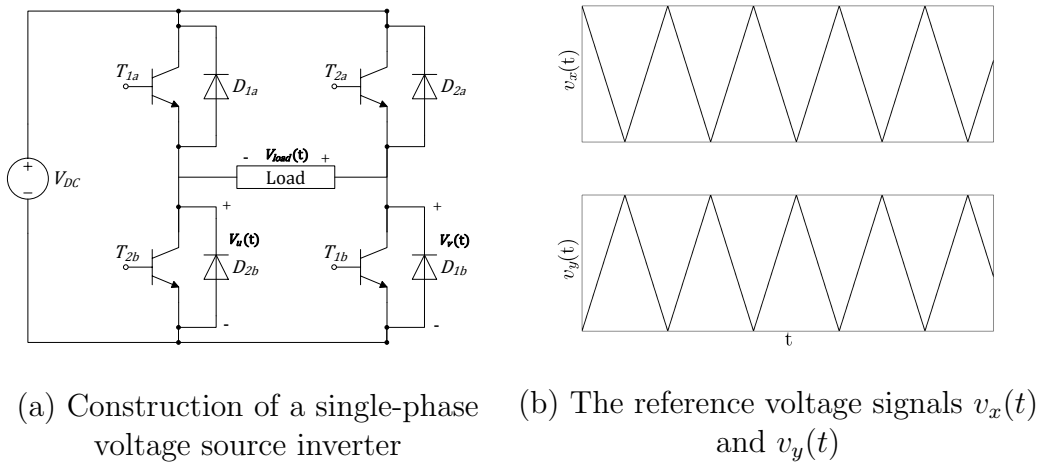 T1a
D1a
T2a
D2a
+
−
VDC
- Vload(t) +
Load
+
+
T2b
Vu(t)
D2b
T1b
Vv(t)
D1b
-
-
(a) Construction of a single-phase
voltage source inverter
vx(t)
vy(t)
t
(b) The reference voltage signals vx(t)
and vy(t)